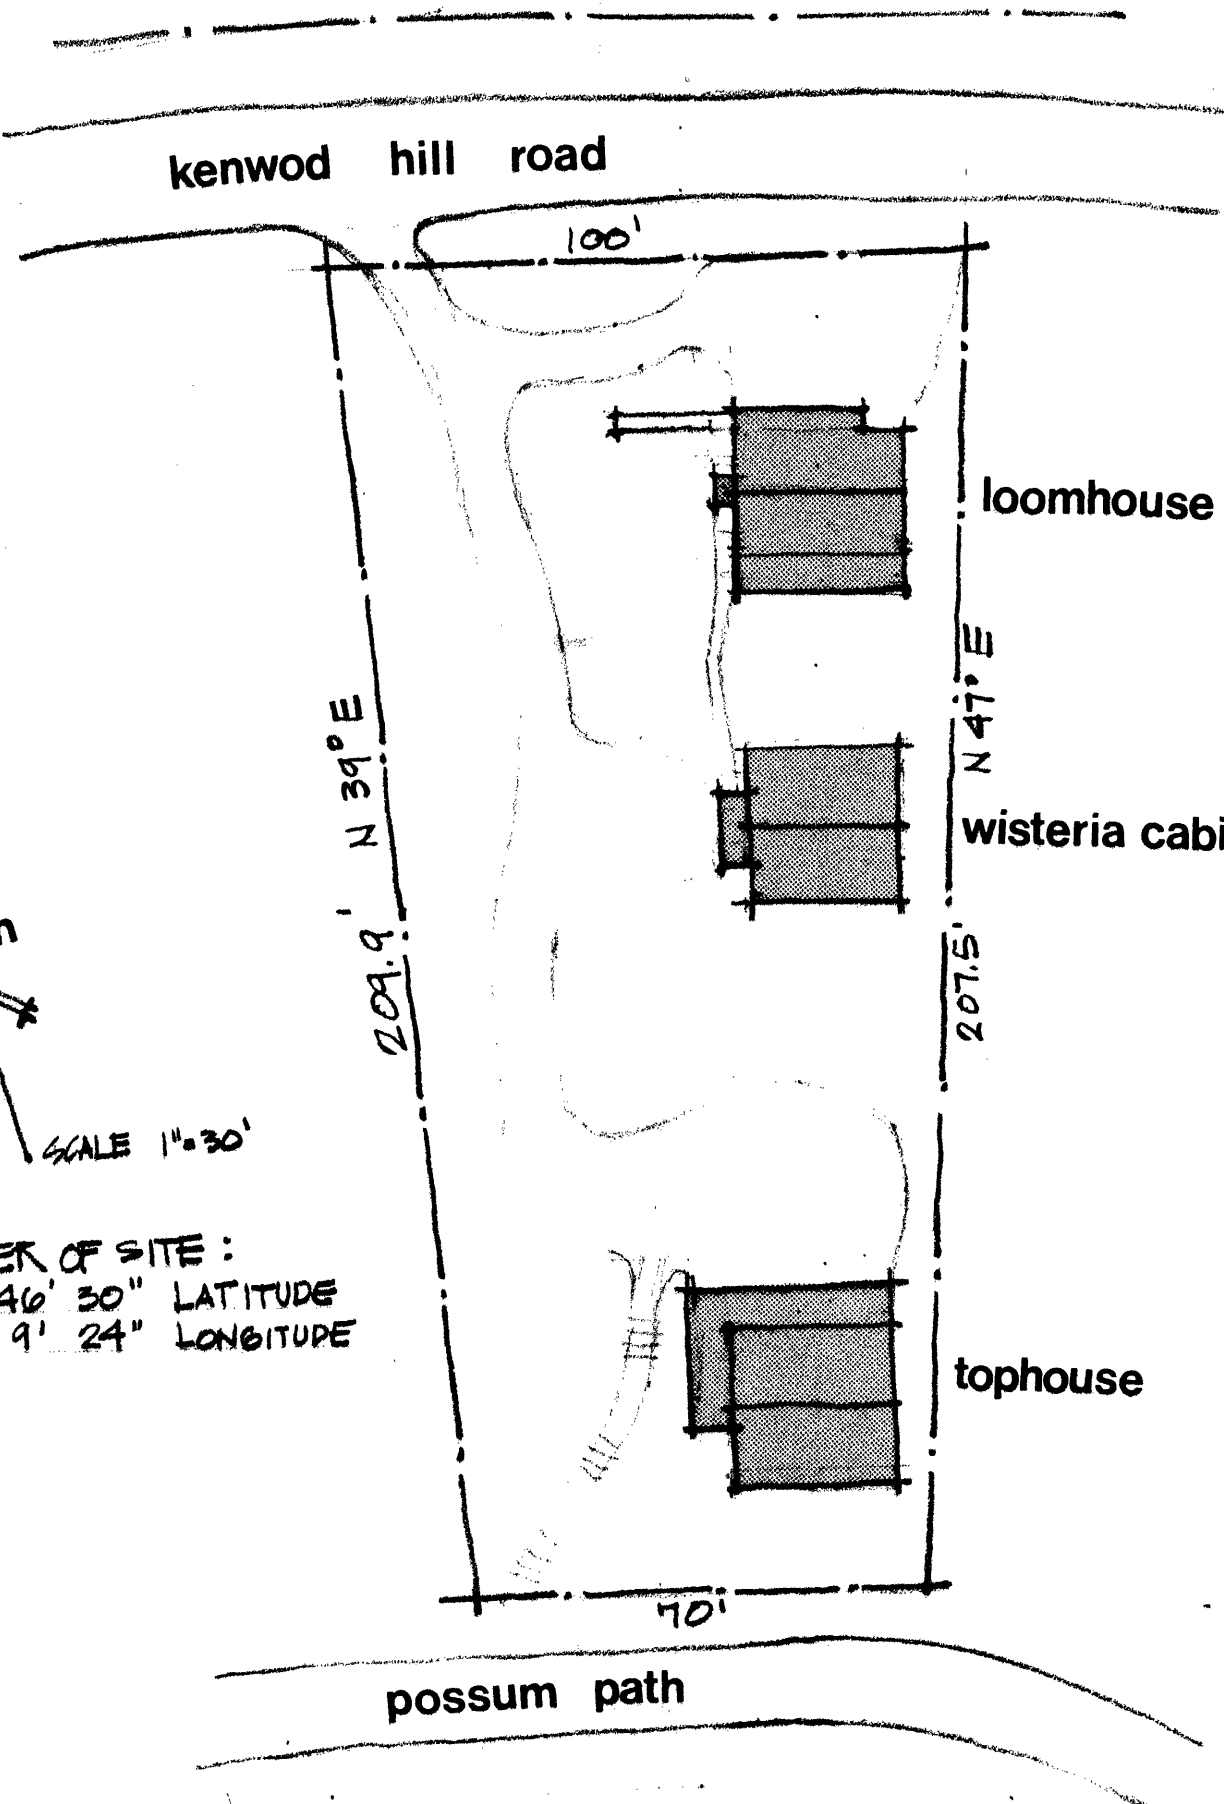 kenwod hill road
100'
loomhouse
N 39° E
N 47° E
wisteria cabi
209.9'
207.5'
n
SCALE 1"=30'
ER OF SITE :
46' 30" LATITUDE
9' 24" LONGITUDE
tophouse
70'
possum path